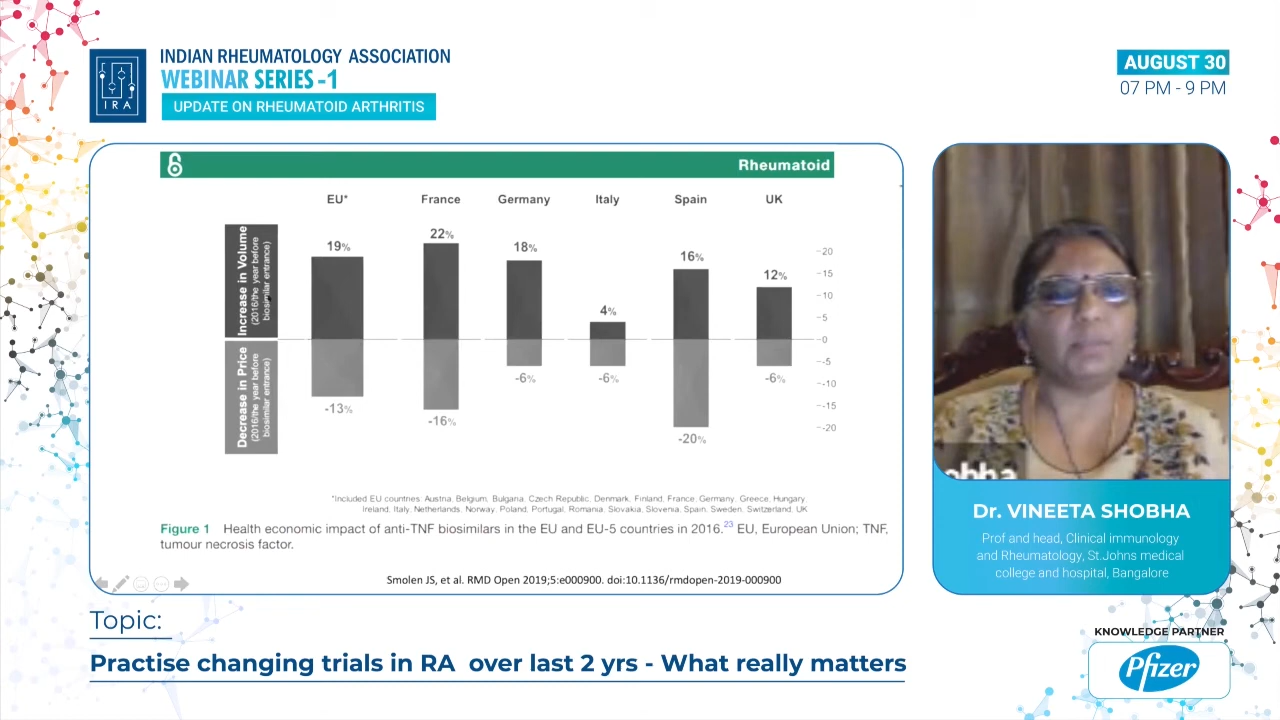 INDIAN RHEUMATOLOGY ASSOCIATION
WEBINAR SERIES -1
UPDATE ON RHEUMATOID ARTHRITIS
IRA
AUGUST 30
07 PM - 9 PM
Rheumatoid
EU*
France
Germany
Italy
Spain
UK
Increase in Volume
(2016/the year before
biosimilar entrance)
19%
22%
18%
4%
16%
12%
-20
-15
-10
-5
-0
Decrease in Price
(2016/the year before
biosimilar entrance)
-13%
-16%
-6%
-6%
-20%
-6%
-5
-10
-15
-20
*Included EU countries: Austria, Belgium, Bulgaria, Czech Republic, Denmark, Finland, France, Germany, Greece, Hungary,
Ireland, Italy, Netherlands, Norway, Poland, Portugal, Romania, Slovakia, Slovenia, Spain, Sweden, Switzerland, UK
Figure 1 Health economic impact of anti-TNF biosimilars in the EU and EU-5 countries in 2016.23 EU, European Union; TNF,
tumour necrosis factor.
Smolen JS, et al. RMD Open 2019;5:e000900. doi:10.1136/rmdopen-2019-000900
Dr. VINEETA SHOBHA
Prof and head, Clinical immunology
and Rheumatology, St.Johns medical
college and hospital, Bangalore
Topic:
Practise changing trials in RA over last 2 yrs - What really matters
KNOWLEDGE PARTNER
Pfizer